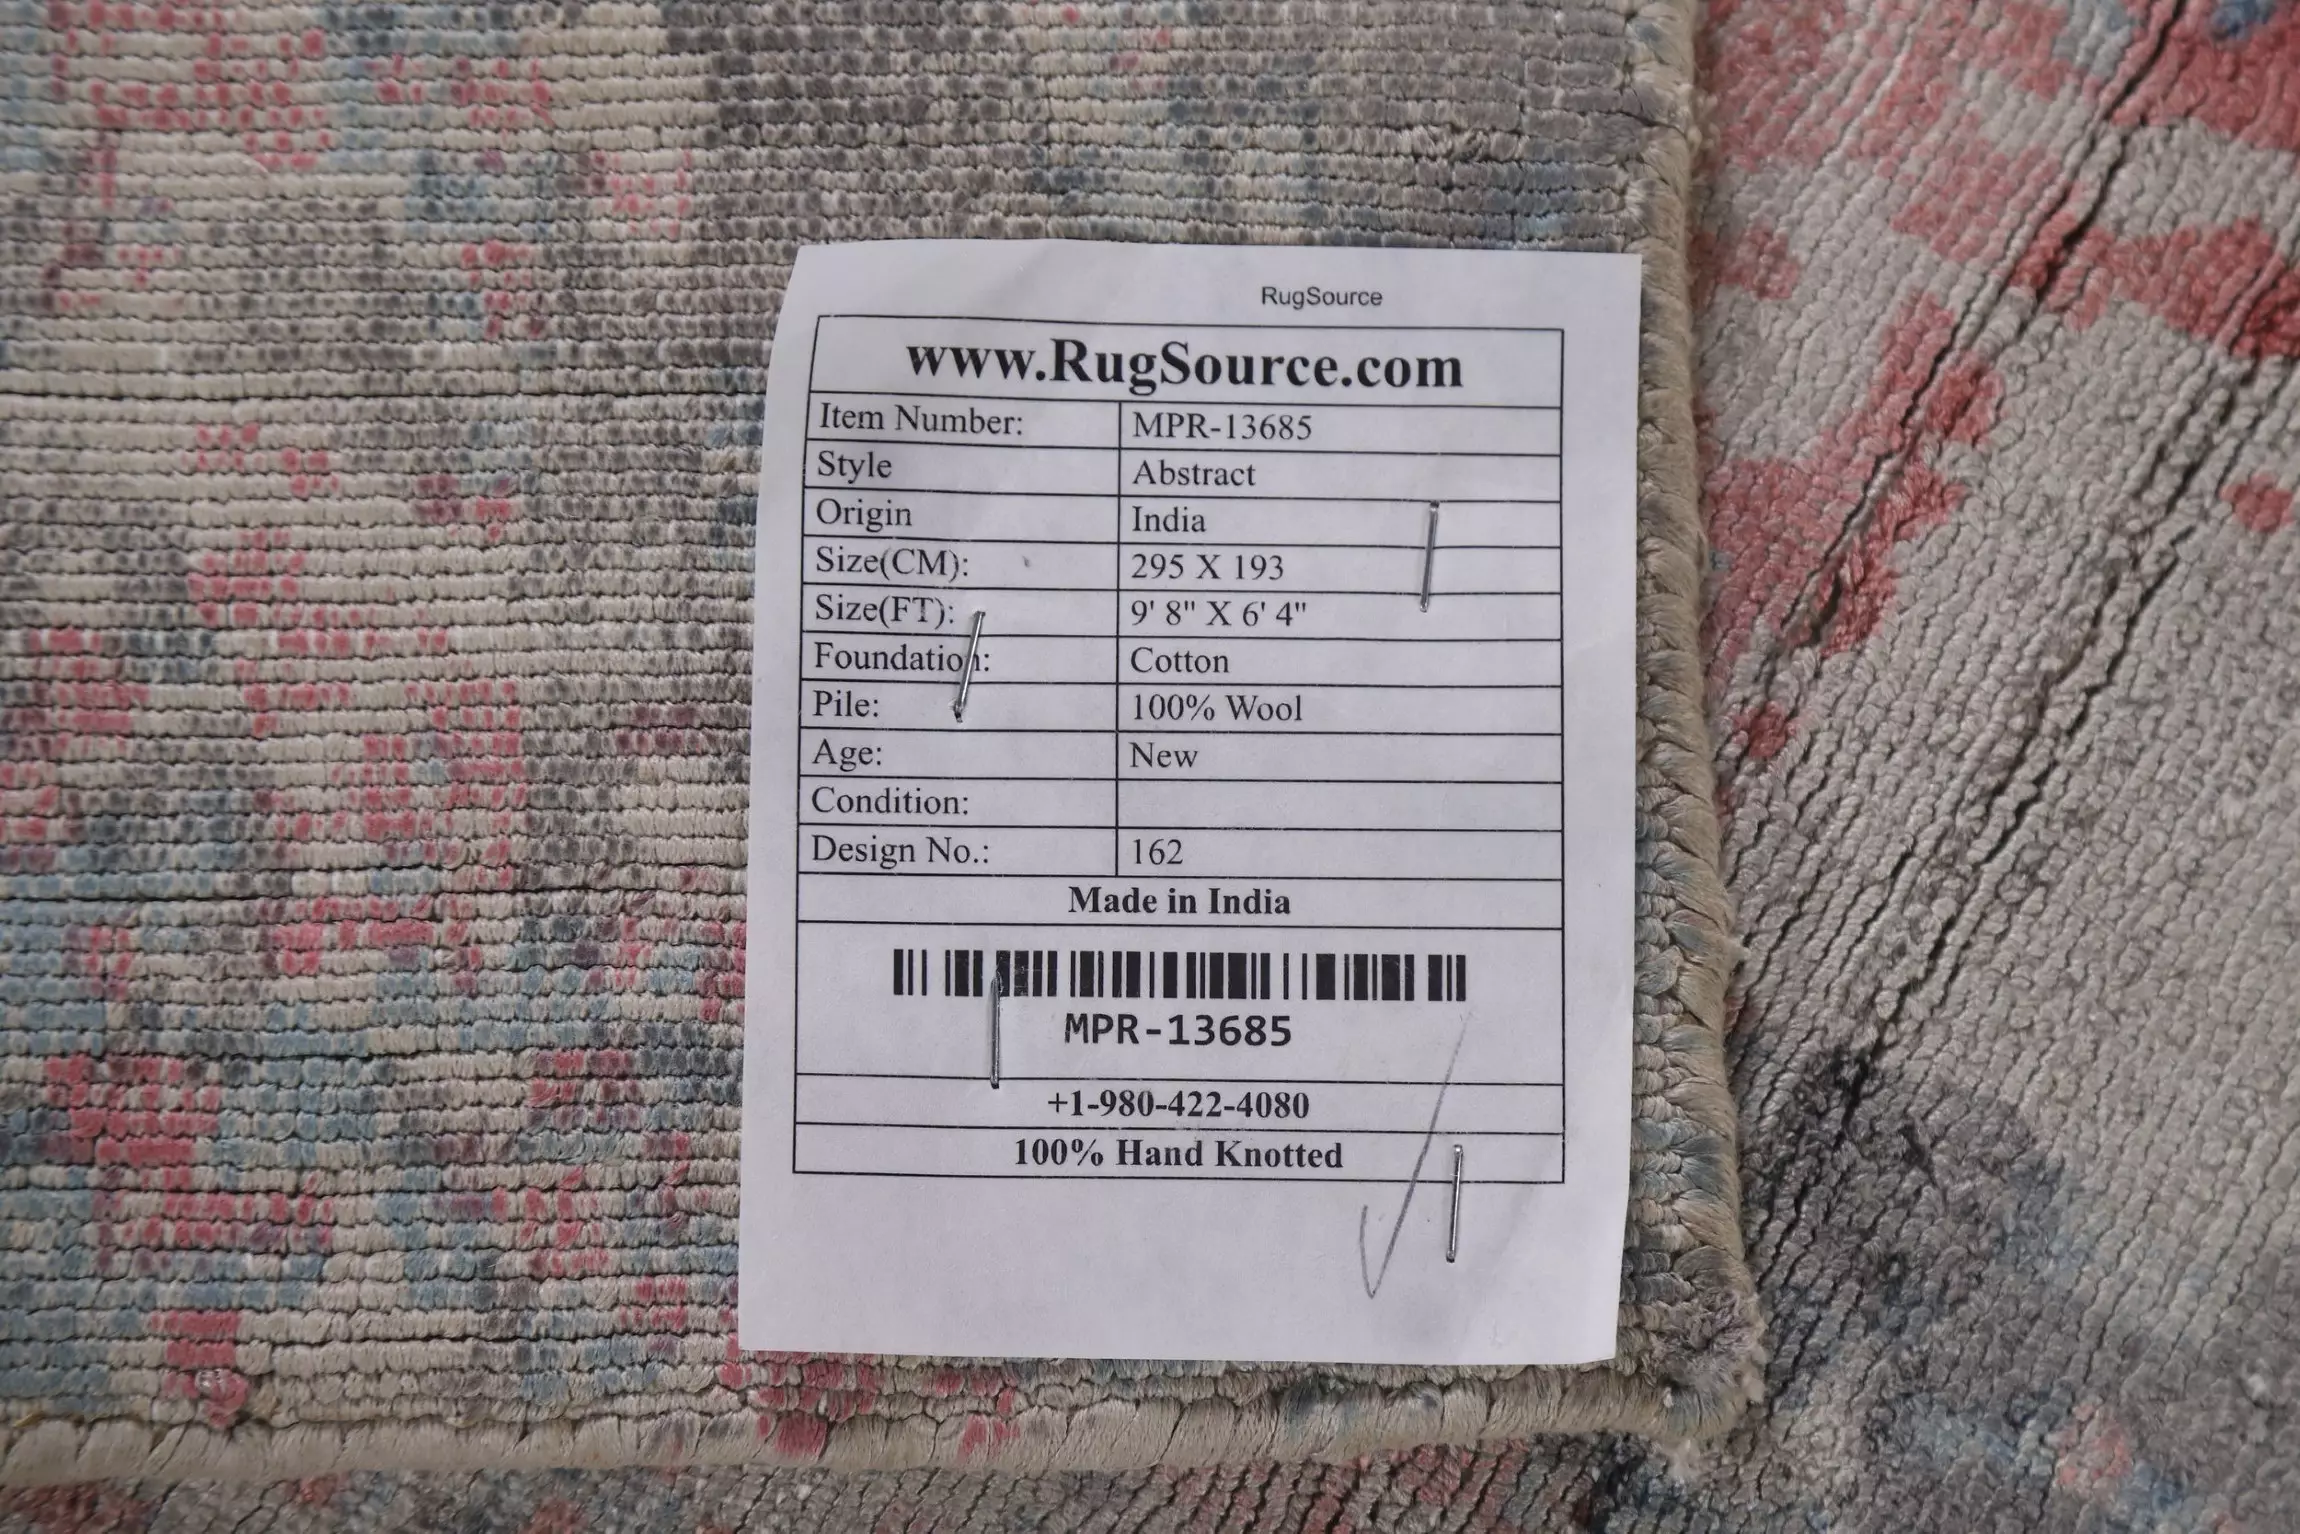 RugSource
www.RugSource.com
Item Number: MPR-13685
Style Abstract
Origin India
Size(CM): 295 X 193
Size(FT): 9' 8" X 6' 4"
Foundation: Cotton
Pile: 100% Wool
Age: New
Condition:
Design No.: 162
Made in India
MPR-13685
+1-980-422-4080
100% Hand Knotted